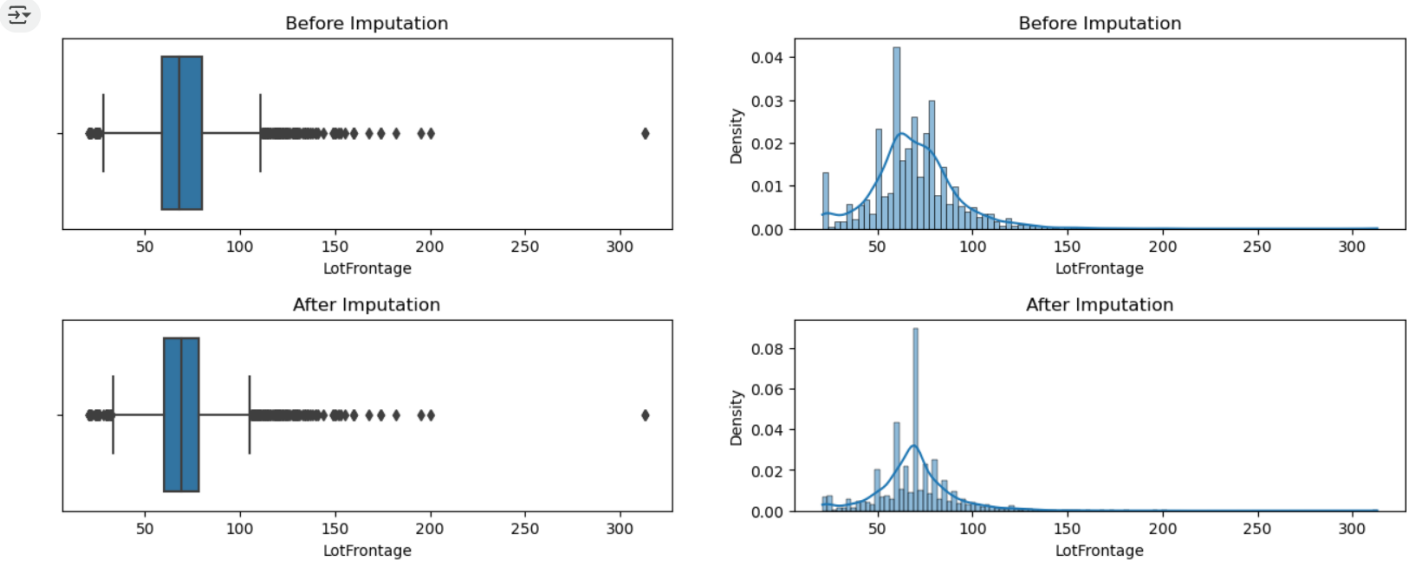 Before Imputation
50 100 150 200 250 300
LotFrontage
Before Imputation
Density
0.04
0.03
0.02
0.01
0.00
50 100 150 200 250 300
LotFrontage
After Imputation
50 100 150 200 250 300
LotFrontage
After Imputation
Density
0.08
0.06
0.04
0.02
0.00
50 100 150 200 250 300
LotFrontage